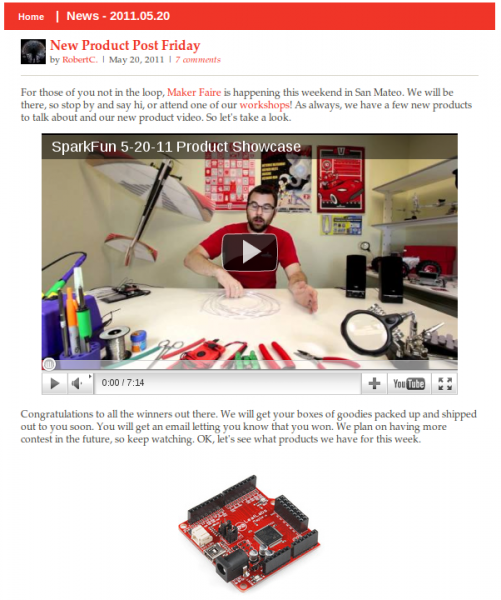 Home | News - 2011.05.20
New Product Post Friday
by RobertC. | May 20, 2011 | 7 comments
For those of you not in the loop, Maker Faire is happening this weekend in San Mateo. We will be
there, so stop by and say hi, or attend one of our workshops! As always, we have a few new products
to talk about and our new product video. So let's take a look.
SparkFun 5-20-11 Product Showcase
0:00 / 7:14
YouTube
Congratulations to all the winners out there. We will get your boxes of goodies packed up and shipped
out to you soon. You will get an email letting you know that you won. We plan on having more
contest in the future, so keep watching. OK, let's see what products we have for this week.